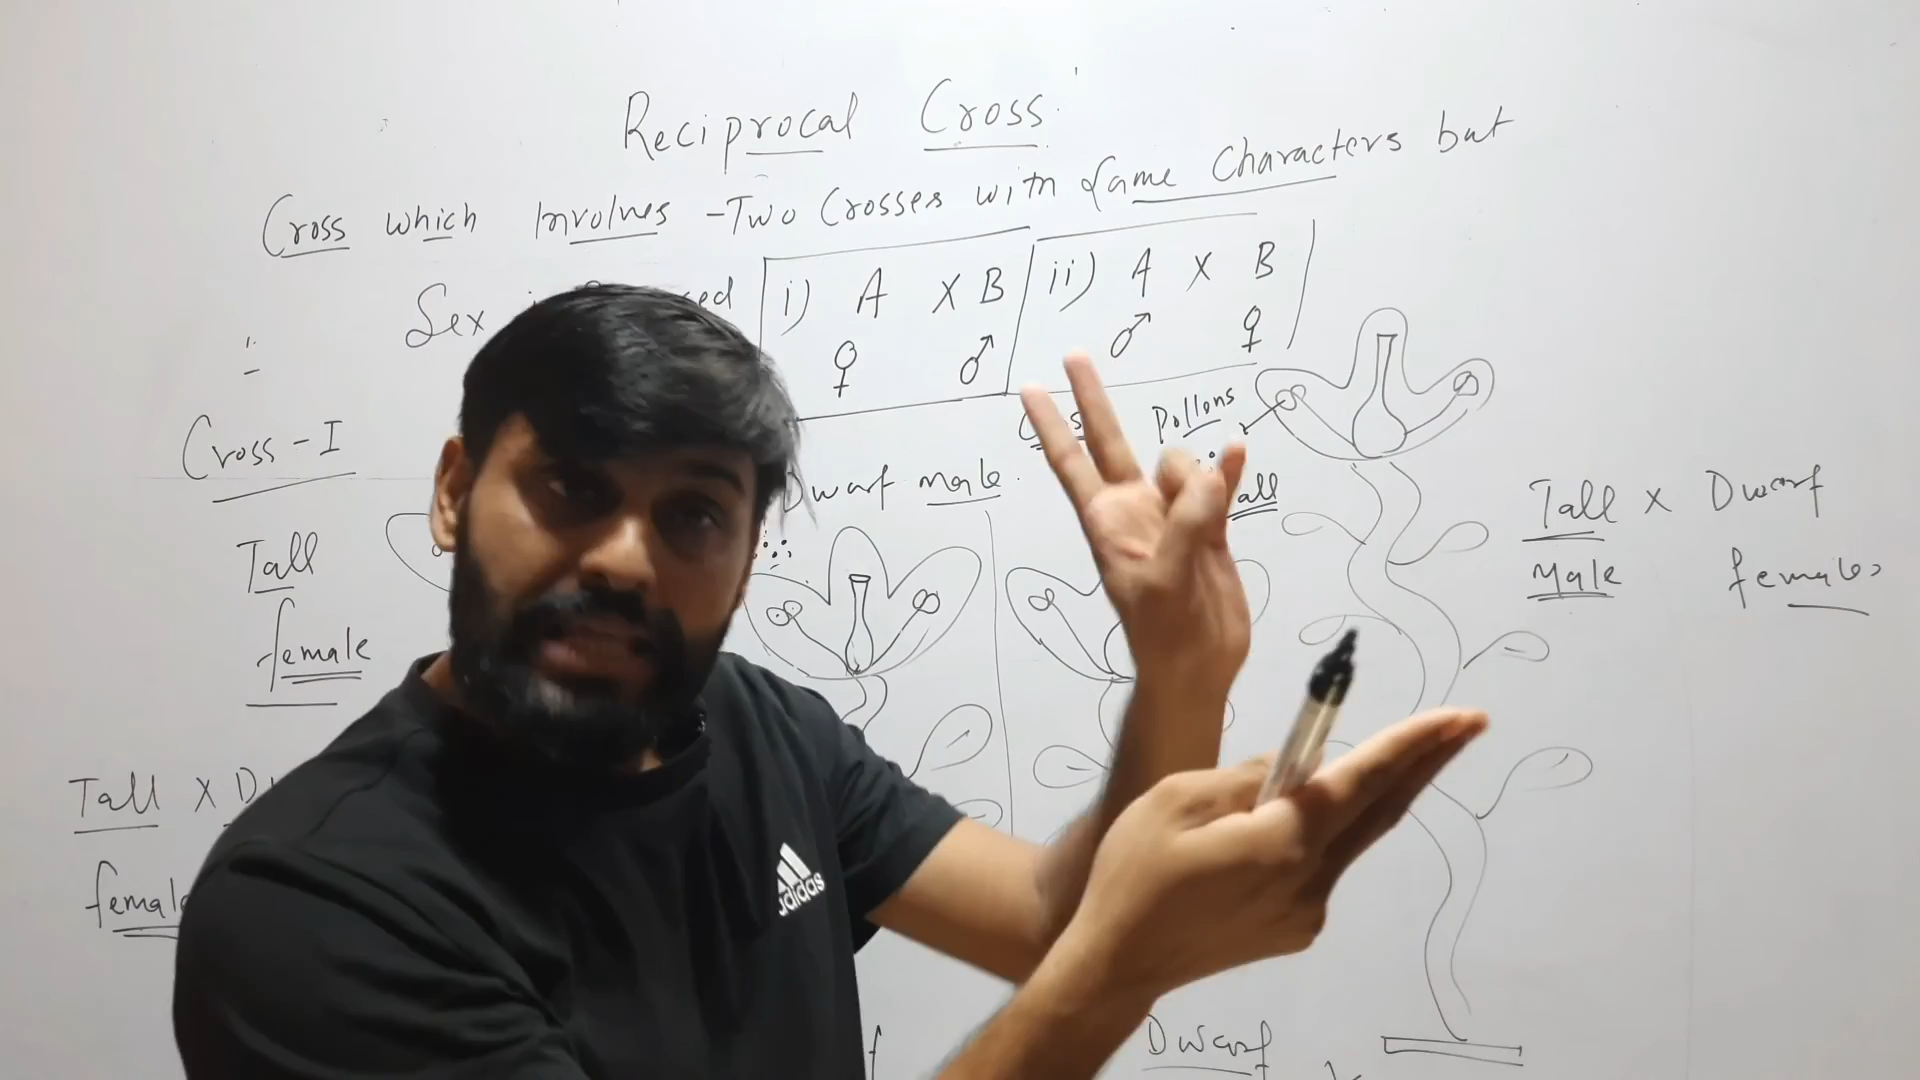 Reciprocal Cross
Cross which Involves - Two Crosses with Same Characters but
Sex
i) A X B
♀ ♂
ii) A X B
♂ ♀
Cross - I
Tall
female
Dwarf male
Pollens
Tall X Dwarf
Male females
Tall X D
female
Dwarf
adidas